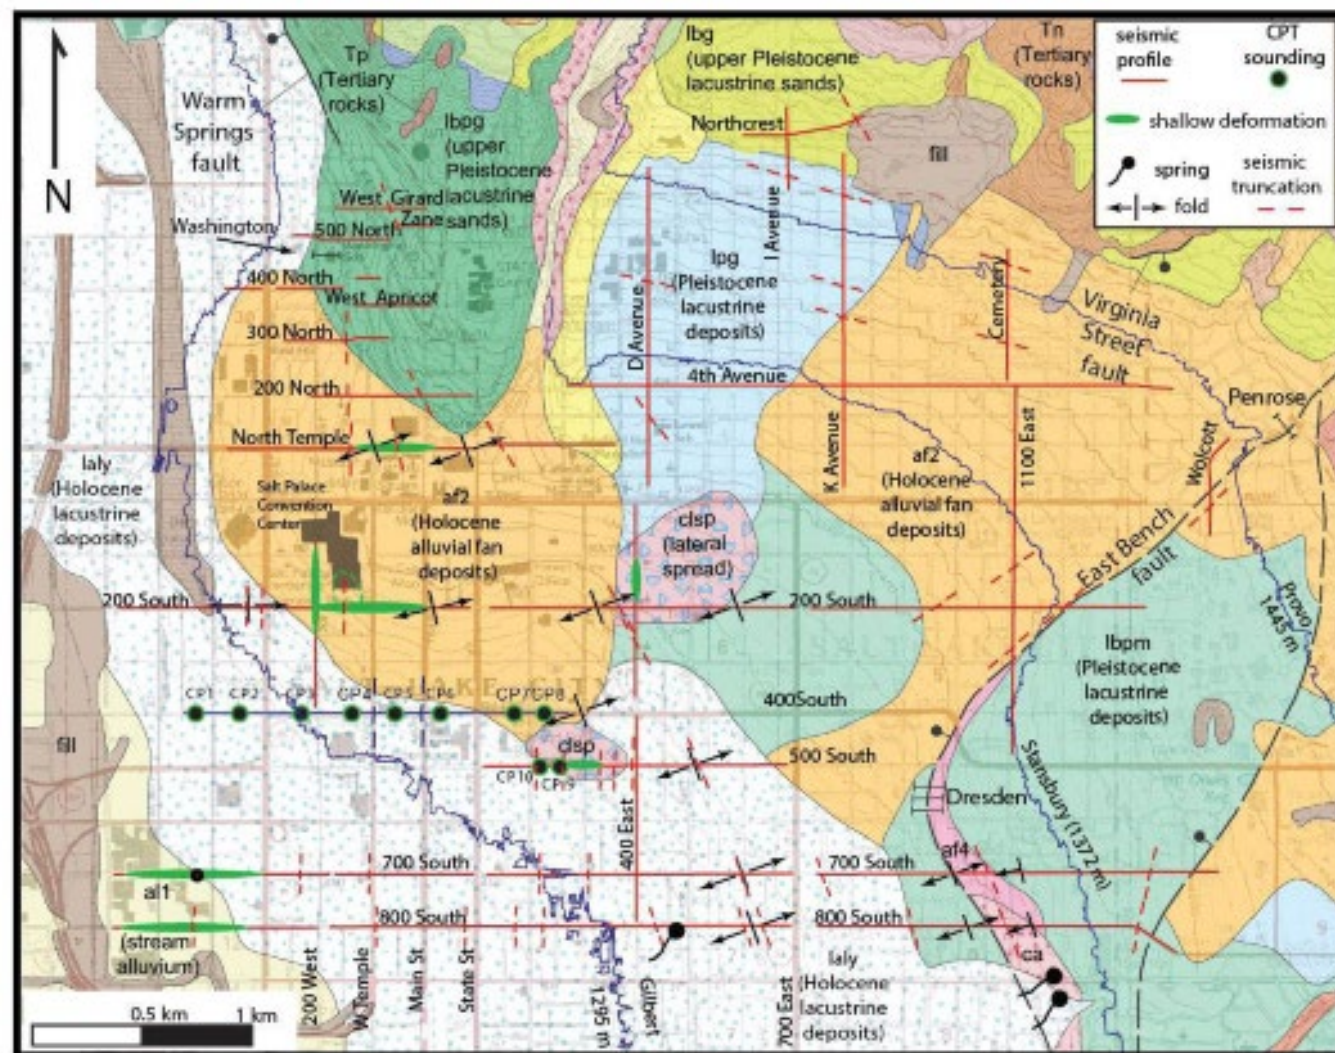 Tp
(Tertiary
rocks)
lbg
(upper Pleistocene
lacustrine sands)
Tn
(Tertiary
rocks)
seismic
profile
CPT
sounding
shallow deformation
spring
seismic
truncation
fold
N
Warm
Springs
fault
lbpg
(upper
Pleistocene
lacustrine
sands)
Northcrest
fill
West Girard
Zane
Washington
500 North
400 North
West Apricot
300 North
200 North
North Temple
lpg
(Pleistocene
lacustrine
deposits)
I Avenue
D Avenue
Cemetery
Virginia
Street
fault
4th Avenue
Penrose
K Avenue
1100 East
Wolcott
laly
(Holocene
lacustrine
deposits)
Salt Palace
Convention
Center
af2
(Holocene
alluvial fan
deposits)
clsp
(lateral
spread)
af2
(Holocene
alluvial fan
deposits)
East Bench
fault
Provo
1445 m
200 South
200 South
lbpm
(Pleistocene
lacustrine
deposits)
CP1
CP2
CP3
CP4
CP5
CP6
CP7
CP8
400South
fill
clsp
500 South
CP10
CP9
Dresden
Stansbury (1372 m)
400 East
700 South
700 South
af4
al1
800 South
800 South
(stream
alluvium)
ca
laly
(Holocene
lacustrine
deposits)
200 West
W Temple
Main St
State St
1295 m
Gilbert
700 East
0.5 km
1 km